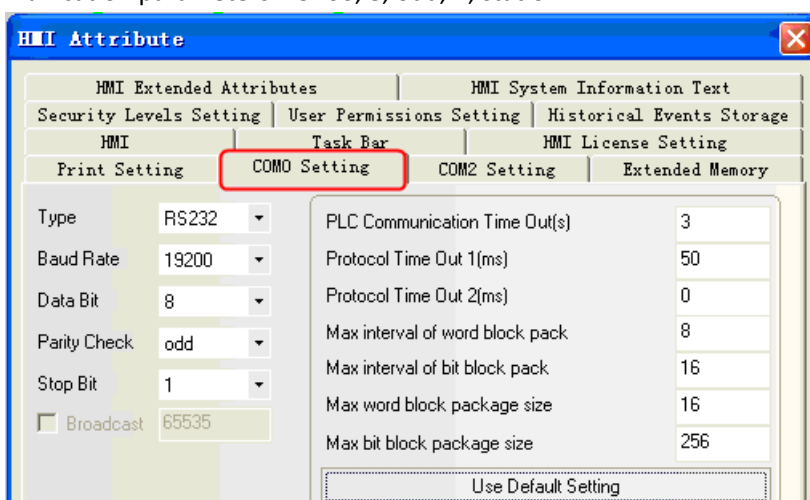 HMI Attribute
HMI Extended Attributes HMI System Information Text
Security Levels Setting User Permissions Setting Historical Events Storage
HMI Task Bar HMI License Setting
Print Setting COM0 Setting COM2 Setting Extended Memory
Type RS232 PLC Communication Time Out(s) 3
Baud Rate 19200 Protocol Time Out 1(ms) 50
Data Bit 8 Protocol Time Out 2(ms) 0
Parity Check odd Max interval of word block pack 8
Stop Bit 1 Max interval of bit block pack 16
Broadcast 65535 Max word block package size 16
Max bit block package size 256
Use Default Setting